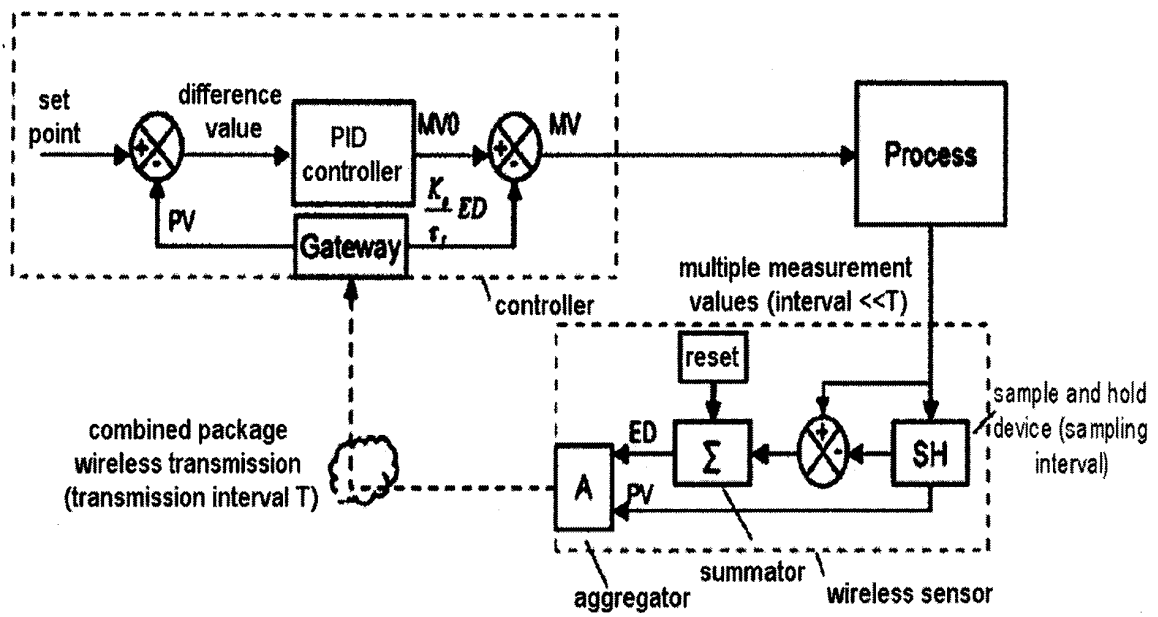 set
point
difference
value
+
-
PID
controller
MV0
+
-
MV
Process
PV
Gateway
ED
controller
multiple measurement
values (interval <<T)
reset
sample and hold
device (sampling
interval)
combined package
wireless transmission
(transmission interval T)
ED
Σ
+
-
SH
A
PV
summator
wireless sensor
aggregator